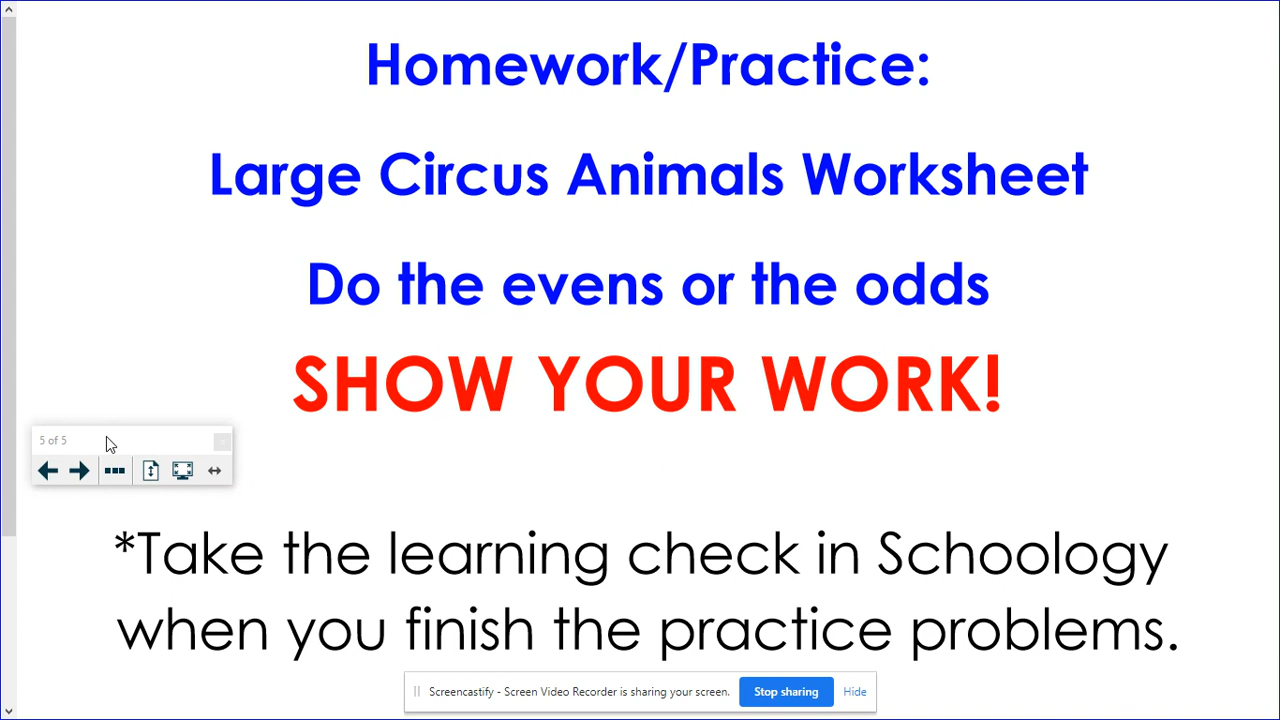 Homework/Practice:
Large Circus Animals Worksheet
Do the evens or the odds
SHOW YOUR WORK!
5 of 5
*Take the learning check in Schoology
when you finish the practice problems.
Screencastify - Screen Video Recorder is sharing your screen. Stop sharing Hide